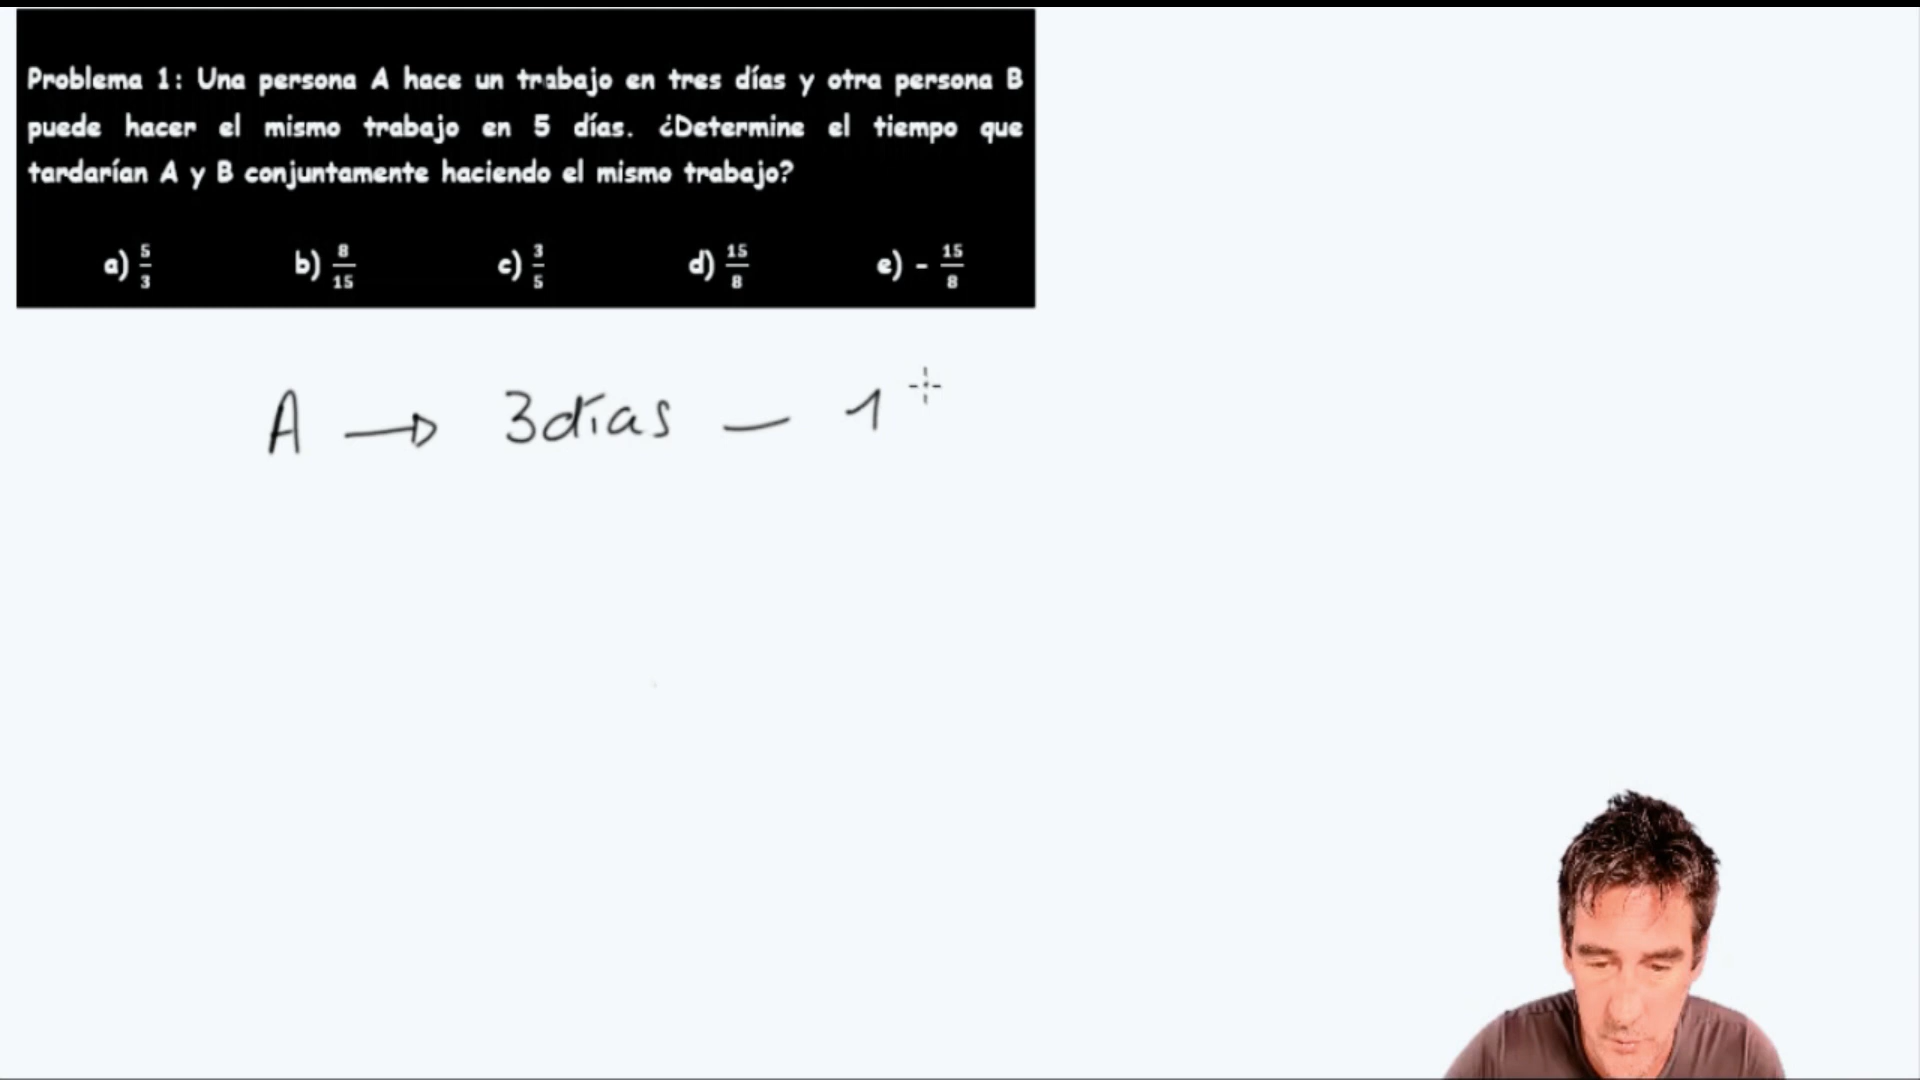 Problema 1: Una persona A hace un trabajo en tres días y otra persona B
puede hacer el mismo trabajo en 5 días. ¿Determine el tiempo que
tardarían A y B conjuntamente haciendo el mismo trabajo?
a) 5/3 b) 8/15 c) 3/5 d) 15/8 e) - 15/8
A → 3días — 1